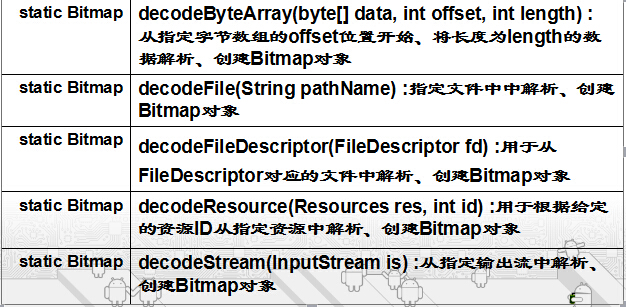 static Bitmap decodeByteArray(byte[] data, int offset, int length) :
从指定字节数组的offset位置开始、将长度为length的数
据解析、创建Bitmap对象
static Bitmap decodeFile(String pathName) :指定文件中中解析、创建
Bitmap对象
static Bitmap decodeFileDescriptor(FileDescriptor fd) :用于从
FileDescriptor对应的文件中解析、创建Bitmap对象
static Bitmap decodeResource(Resources res, int id) :用于根据给定
的资源ID从指定资源中解析、创建Bitmap对象
static Bitmap decodeStream(InputStream is) :从指定输出流中解析、
创建Bitmap对象